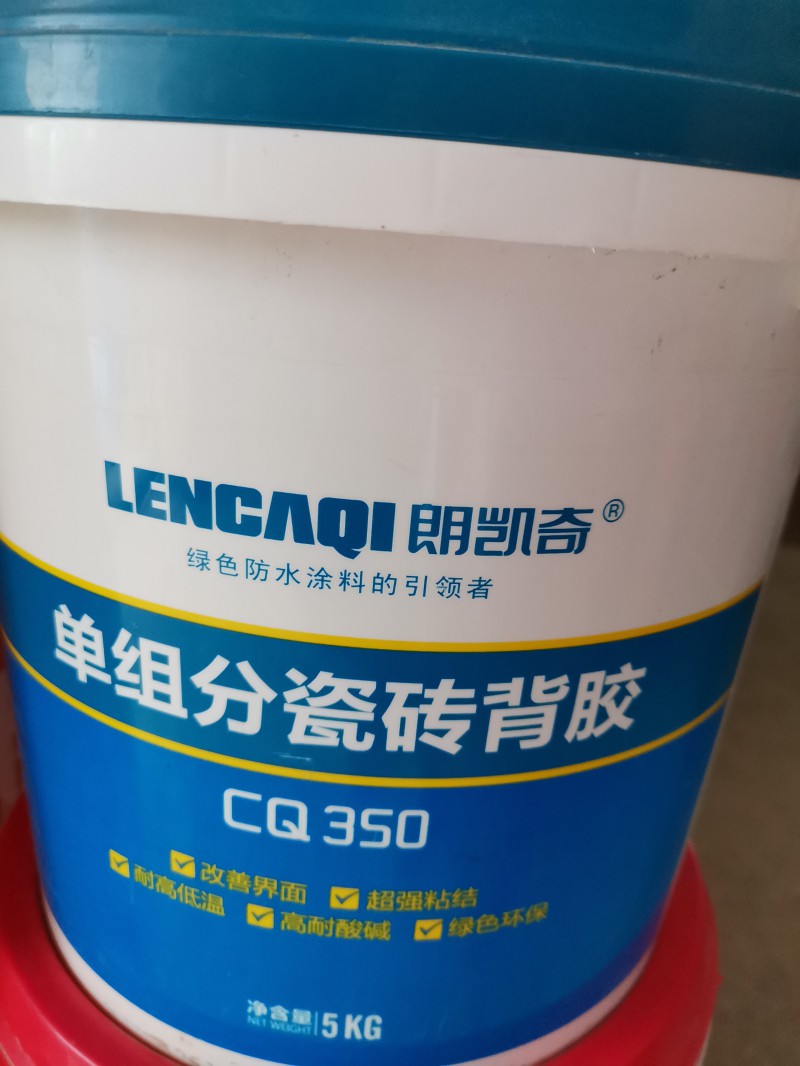 LENCAQI 朗凯奇®
绿色防水涂料的引领者
单组分瓷砖背胶
CQ 350
改善界面 超强粘结
耐高低温 高耐酸碱 绿色环保
净含量 5 KG
NET WEIGHT